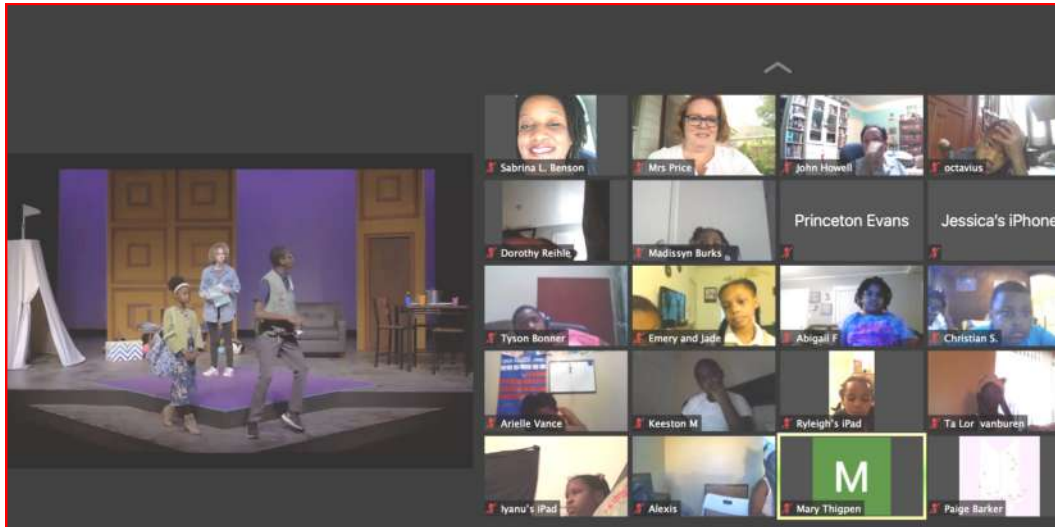 Sabrina L. Benson
Mrs Price
John Howell
octavius
Dorothy Reihle
Madissyn Burks
Princeton Evans
Jessica's iPhone
Tyson Bonner
Emery and Jade
Abigail F
Christian S.
Arielle Vance
Keeston M
Ryleigh's iPad
Ta Lor vanburen
Iyanu's iPad
Alexis
M
Mary Thigpen
Paige Barker